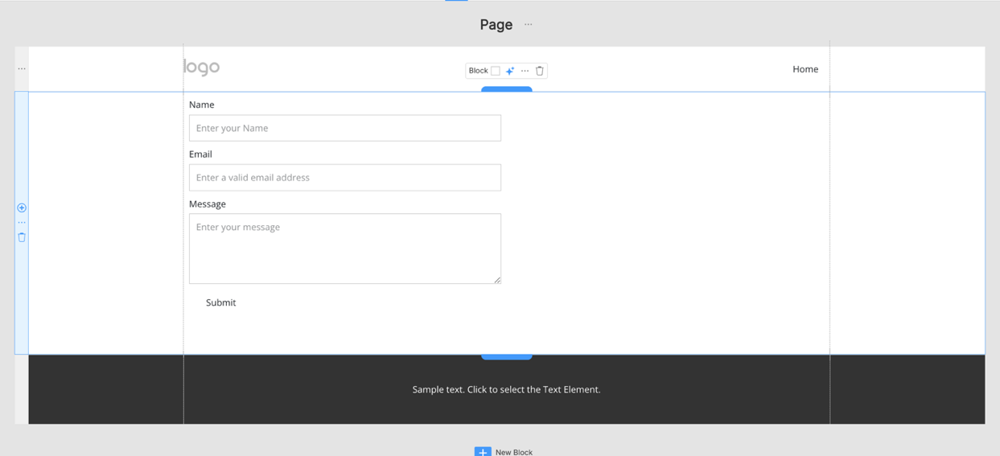 Page
logo
Block
Home
Name
Enter your Name
Email
Enter a valid email address
Message
Enter your message
Submit
Sample text. Click to select the Text Element.
New Block